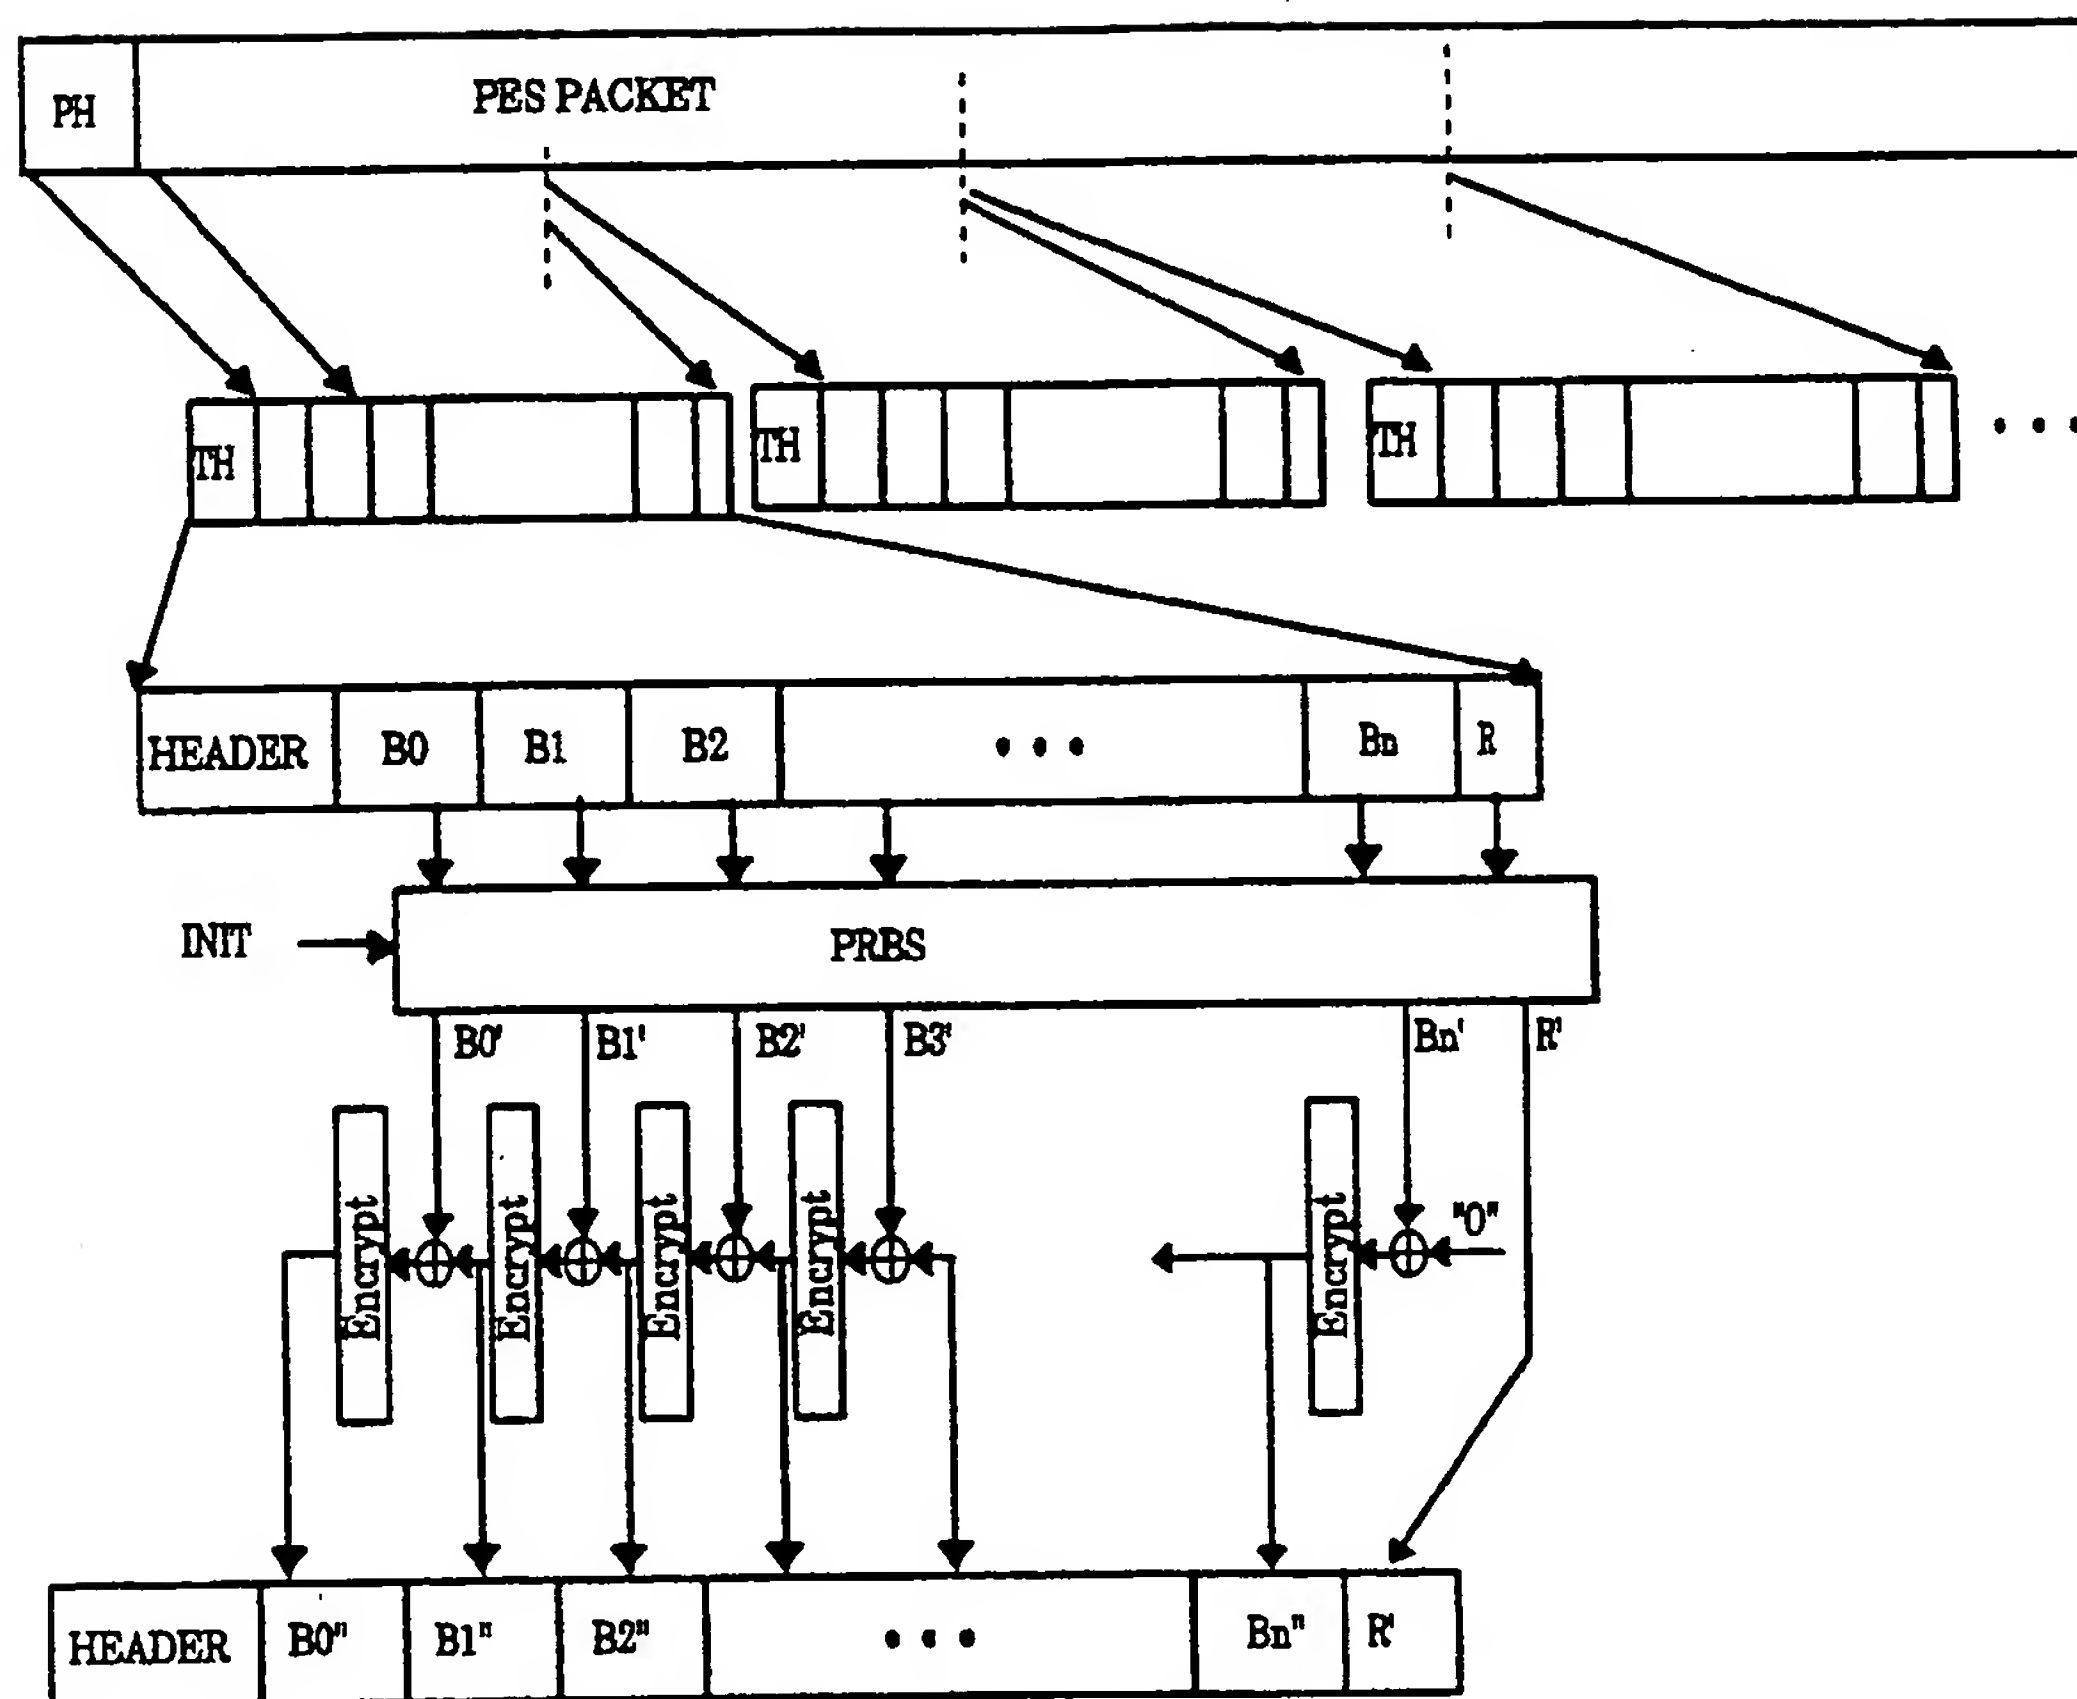 PH PES PACKET
TH TH TH • • •
HEADER B0 B1 B2 • • • Bn R
INIT PRBS
B0' B1' B2' B3' Bn' R'
Encrypt Encrypt Encrypt Encrypt Encrypt "0"
HEADER B0" B1" B2" • • • Bn" R'